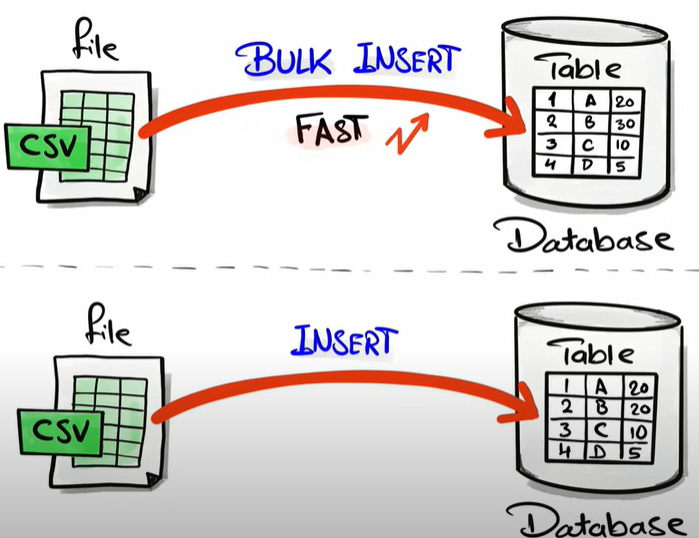 file
BULK INSERT
FAST
CSV
Table
1 A 20
2 B 30
3 C 10
4 D 5
Database
file
INSERT
CSV
Table
1 A 20
2 B 20
3 C 10
4 D 5
Database